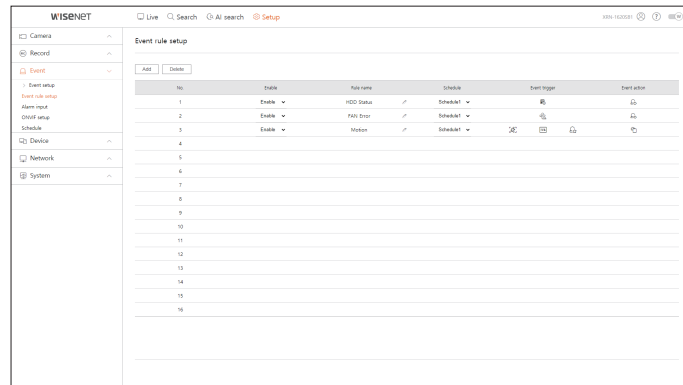 WISENET
Live Search AI search Setup XRN-1620SB1
Camera
Record
Event
Event setup
Event rule setup
Alarm input
ONVIF setup
Schedule
Device
Network
System
Event rule setup
Add Delete
No. Enable Rule name Schedule Event trigger Event action
1 Enable HDD Status Schedule1
2 Enable FAN Error Schedule1
3 Enable Motion Schedule1
4
5
6
7
8
9
10
11
12
13
14
15
16